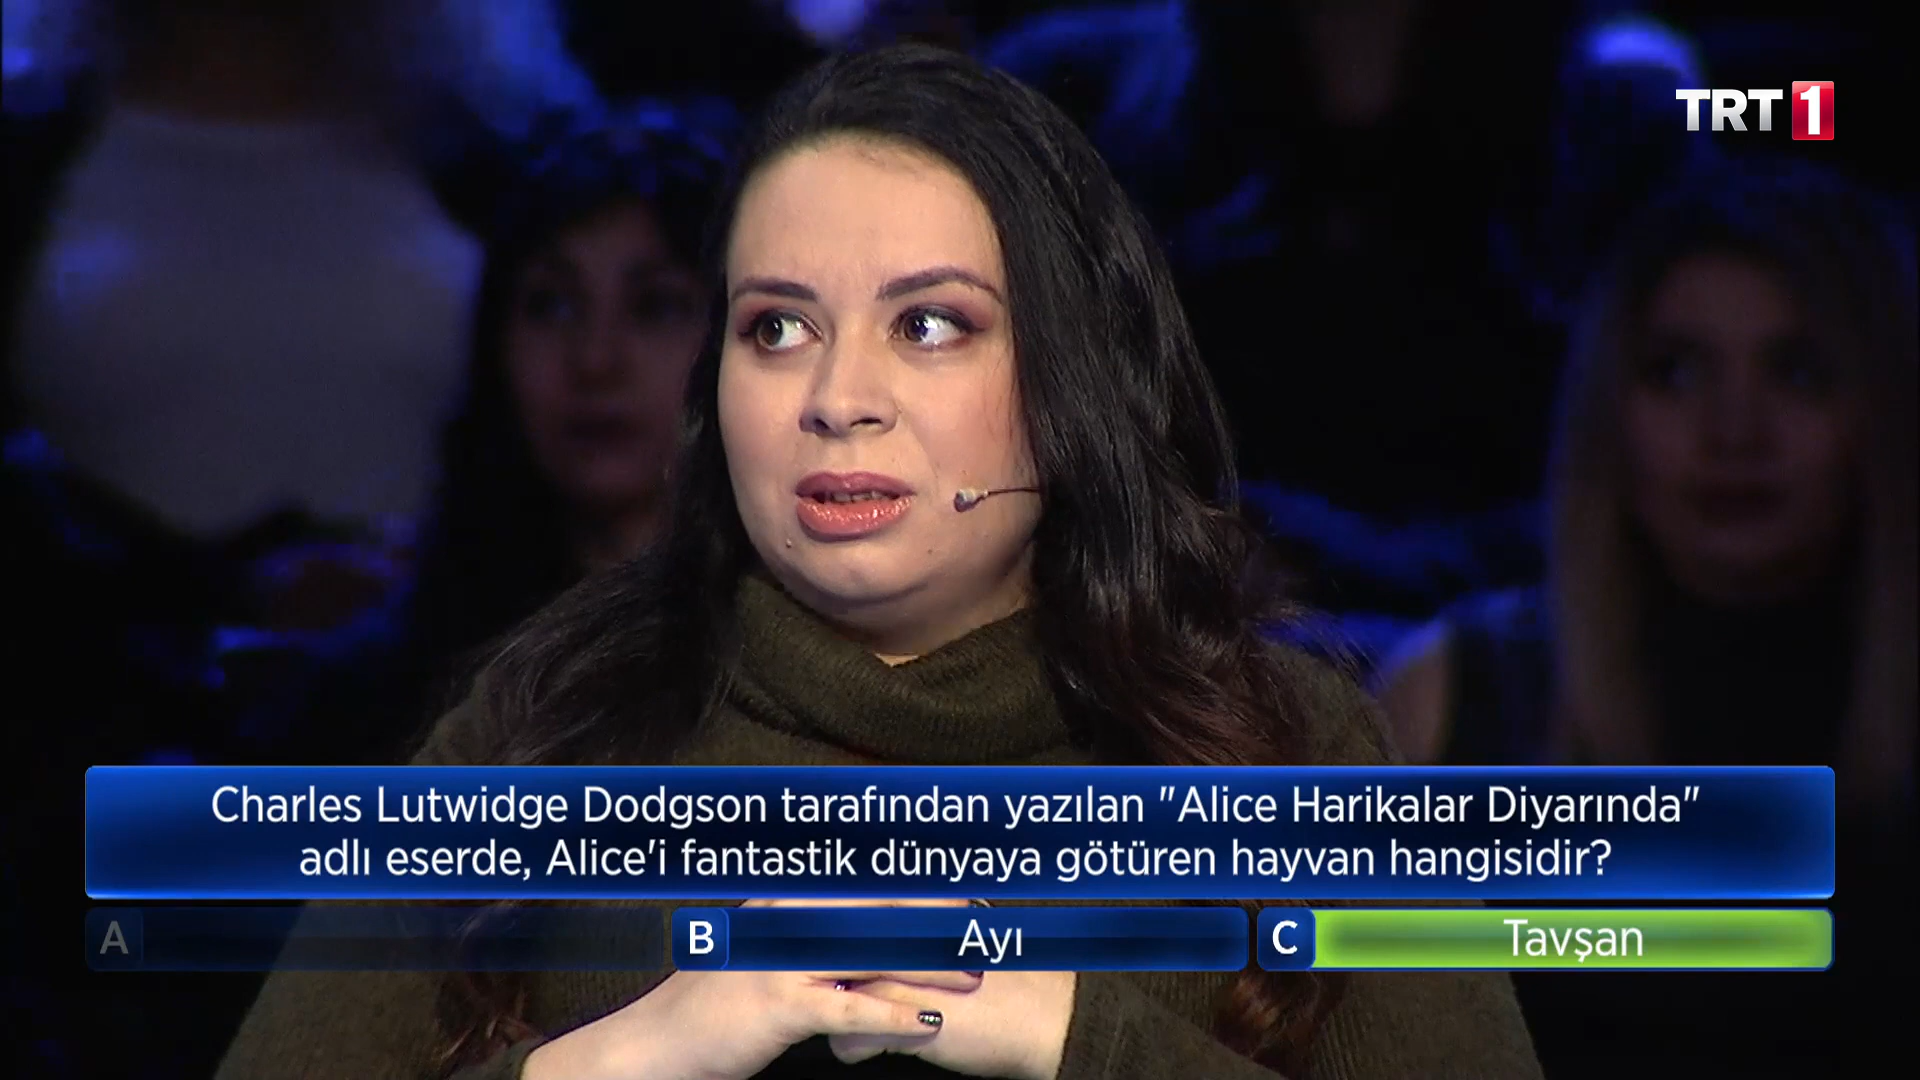 TRT 1
Charles Lutwidge Dodgson tarafından yazılan "Alice Harikalar Diyarında"
adlı eserde, Alice'i fantastik dünyaya götüren hayvan hangisidir?
A
B Ayı
C Tavşan